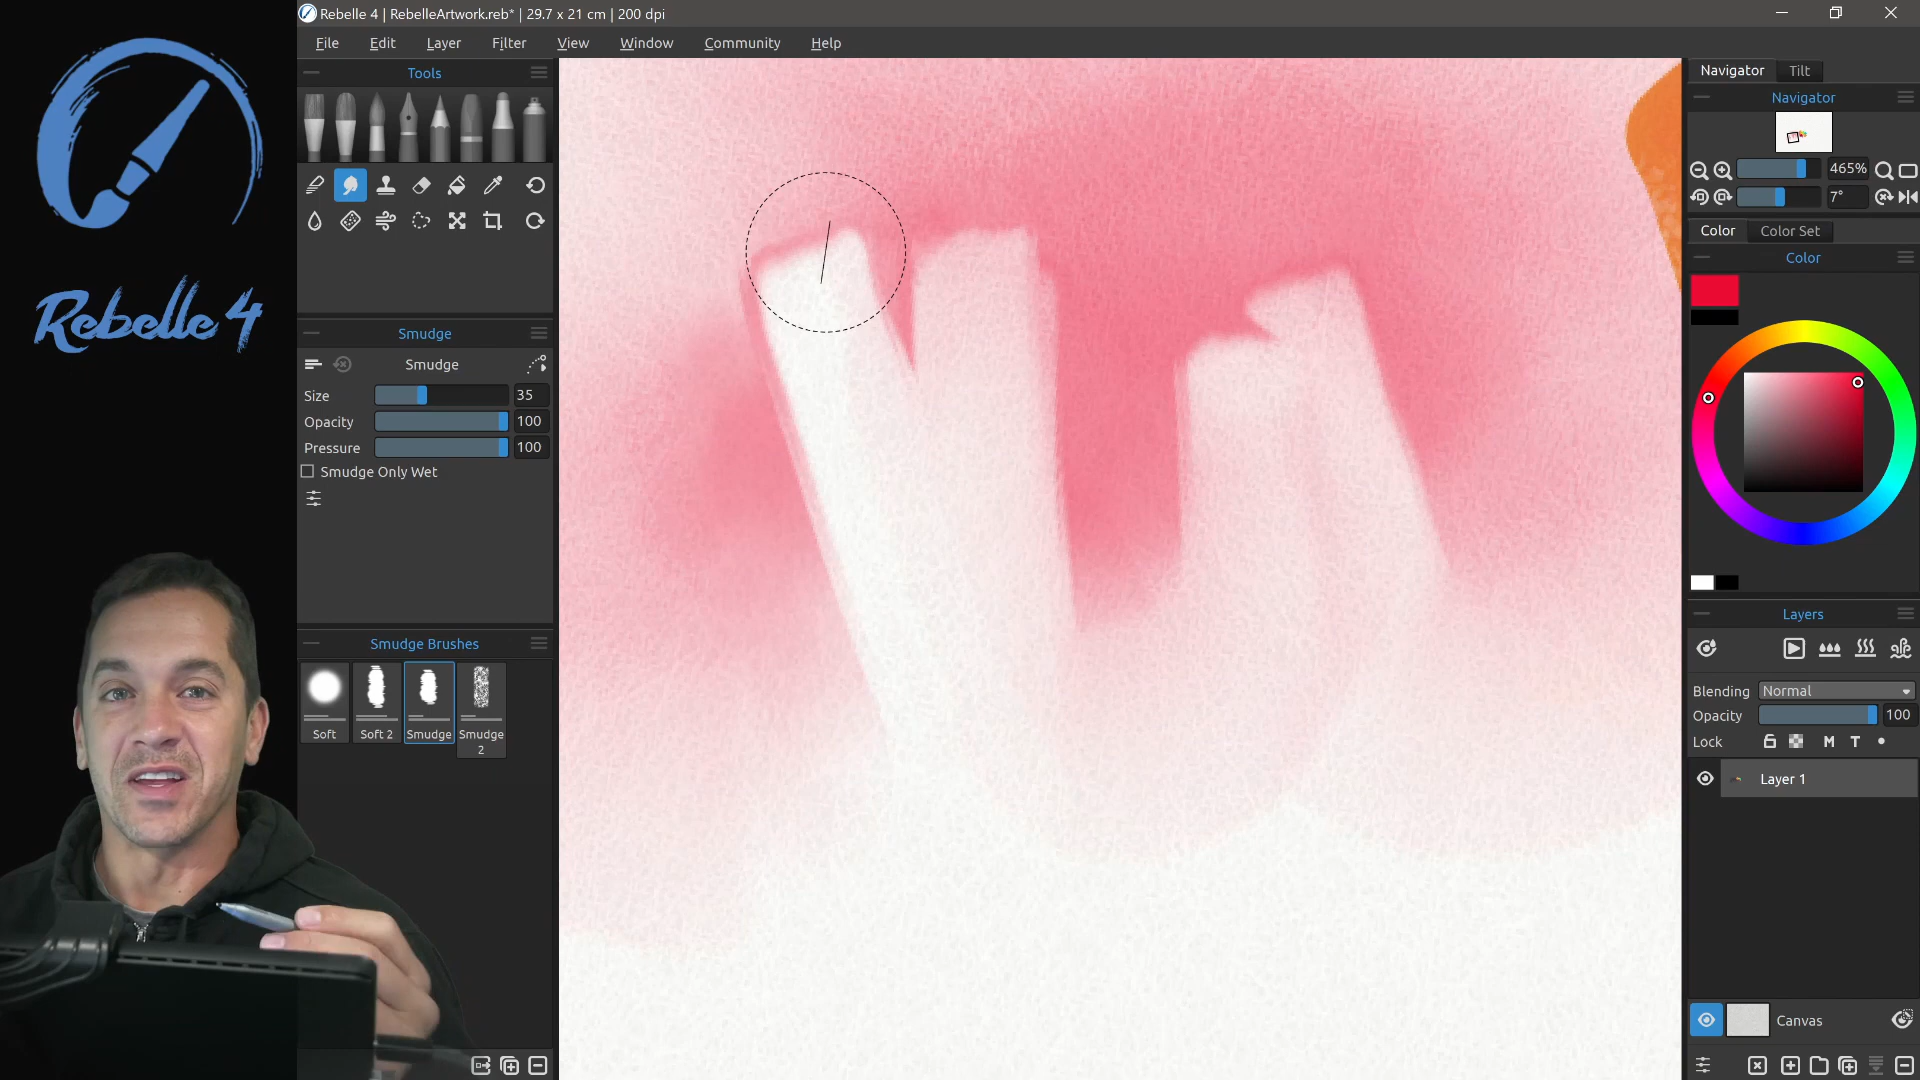 Rebelle 4 | RebelleArtwork.reb* | 29.7 x 21 cm | 200 dpi
File Edit Layer Filter View Window Community Help
Rebelle 4
Tools
Smudge
Smudge
Size 35
Opacity 100
Pressure 100
Smudge Only Wet
Smudge Brushes
Soft
Soft 2
Smudge
Smudge 2
Navigator Tilt
Navigator
465%
7°
Color Color Set
Color
Layers
Blending Normal
Opacity 100
Lock M T
Layer 1
Canvas